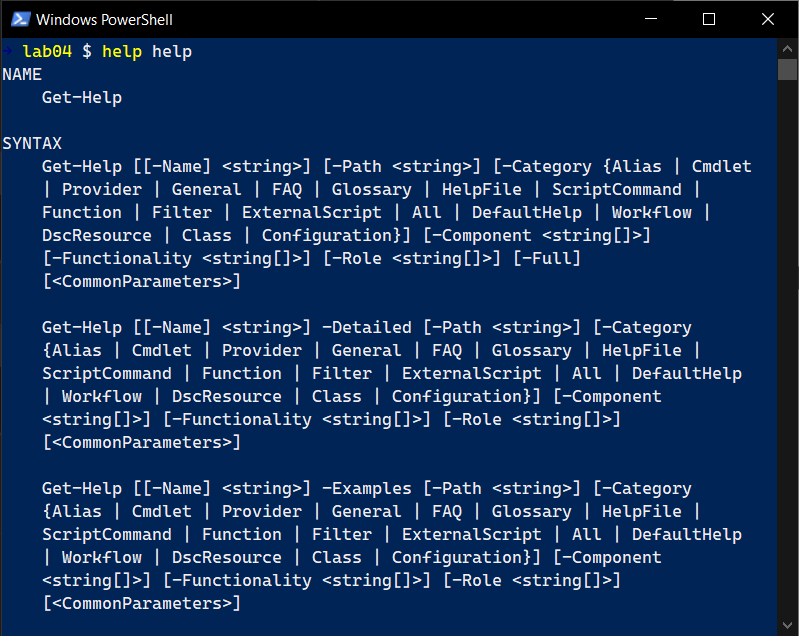 Windows PowerShell
→ lab04 $ help help
NAME
    Get-Help

SYNTAX
    Get-Help [[-Name] <string>] [-Path <string>] [-Category {Alias | Cmdlet
    | Provider | General | FAQ | Glossary | HelpFile | ScriptCommand |
    Function | Filter | ExternalScript | All | DefaultHelp | Workflow |
    DscResource | Class | Configuration}] [-Component <string[]>]
    [-Functionality <string[]>] [-Role <string[]>] [-Full]
    [<CommonParameters>]

    Get-Help [[-Name] <string>] -Detailed [-Path <string>] [-Category
    {Alias | Cmdlet | Provider | General | FAQ | Glossary | HelpFile |
    ScriptCommand | Function | Filter | ExternalScript | All | DefaultHelp
    | Workflow | DscResource | Class | Configuration}] [-Component
    <string[]>] [-Functionality <string[]>] [-Role <string[]>]
    [<CommonParameters>]

    Get-Help [[-Name] <string>] -Examples [-Path <string>] [-Category
    {Alias | Cmdlet | Provider | General | FAQ | Glossary | HelpFile |
    ScriptCommand | Function | Filter | ExternalScript | All | DefaultHelp
    | Workflow | DscResource | Class | Configuration}] [-Component
    <string[]>] [-Functionality <string[]>] [-Role <string[]>]
    [<CommonParameters>]